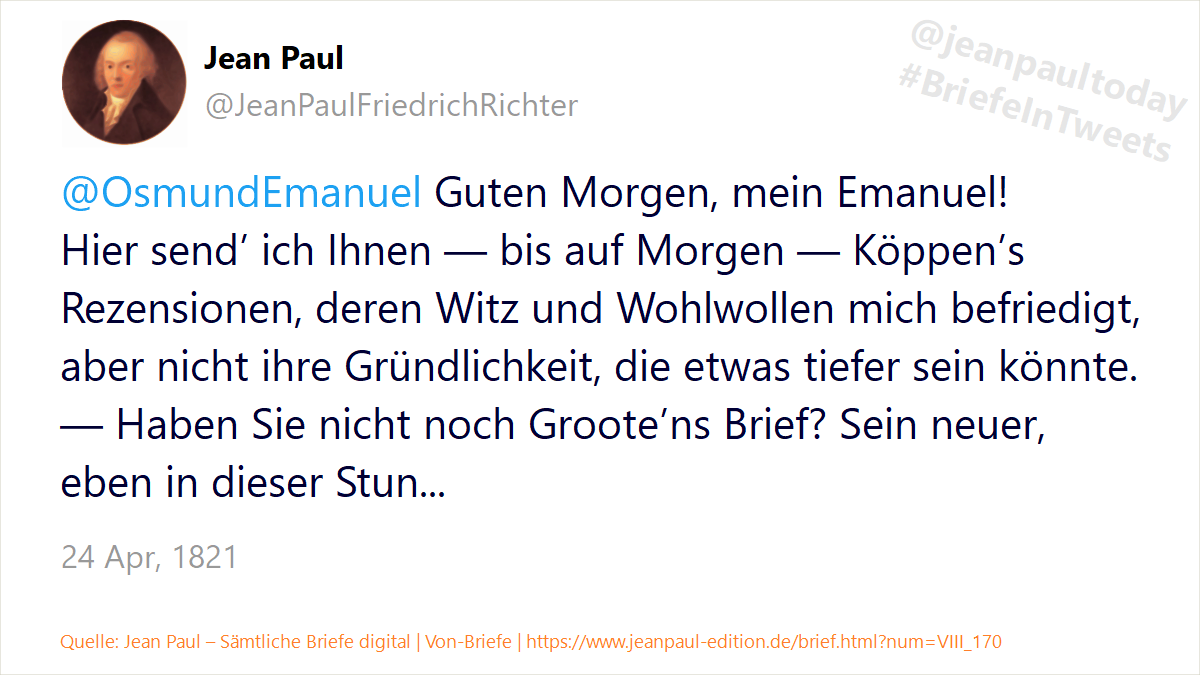 Jean Paul
@JeanPaulFriedrichRichter
@jeanpaultoday
#BriefeInTweets
@OsmundEmanuel Guten Morgen, mein Emanuel!
Hier send’ ich Ihnen — bis auf Morgen — Köppen’s
Rezensionen, deren Witz und Wohlwollen mich befriedigt,
aber nicht ihre Gründlichkeit, die etwas tiefer sein könnte.
— Haben Sie nicht noch Groote’ns Brief? Sein neuer,
eben in dieser Stun...
24 Apr, 1821
Quelle: Jean Paul – Sämtliche Briefe digital | Von-Briefe | https://www.jeanpaul-edition.de/brief.html?num=VIII_170